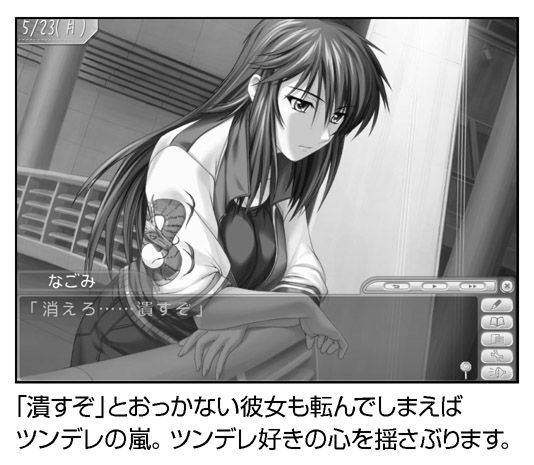 5/23(月)
なごみ
「消えろ……潰すぞ」
「潰すぞ」とおっかない彼女も転んでしまえば
ツンデレの嵐。ツンデレ好きの心を揺さぶります。